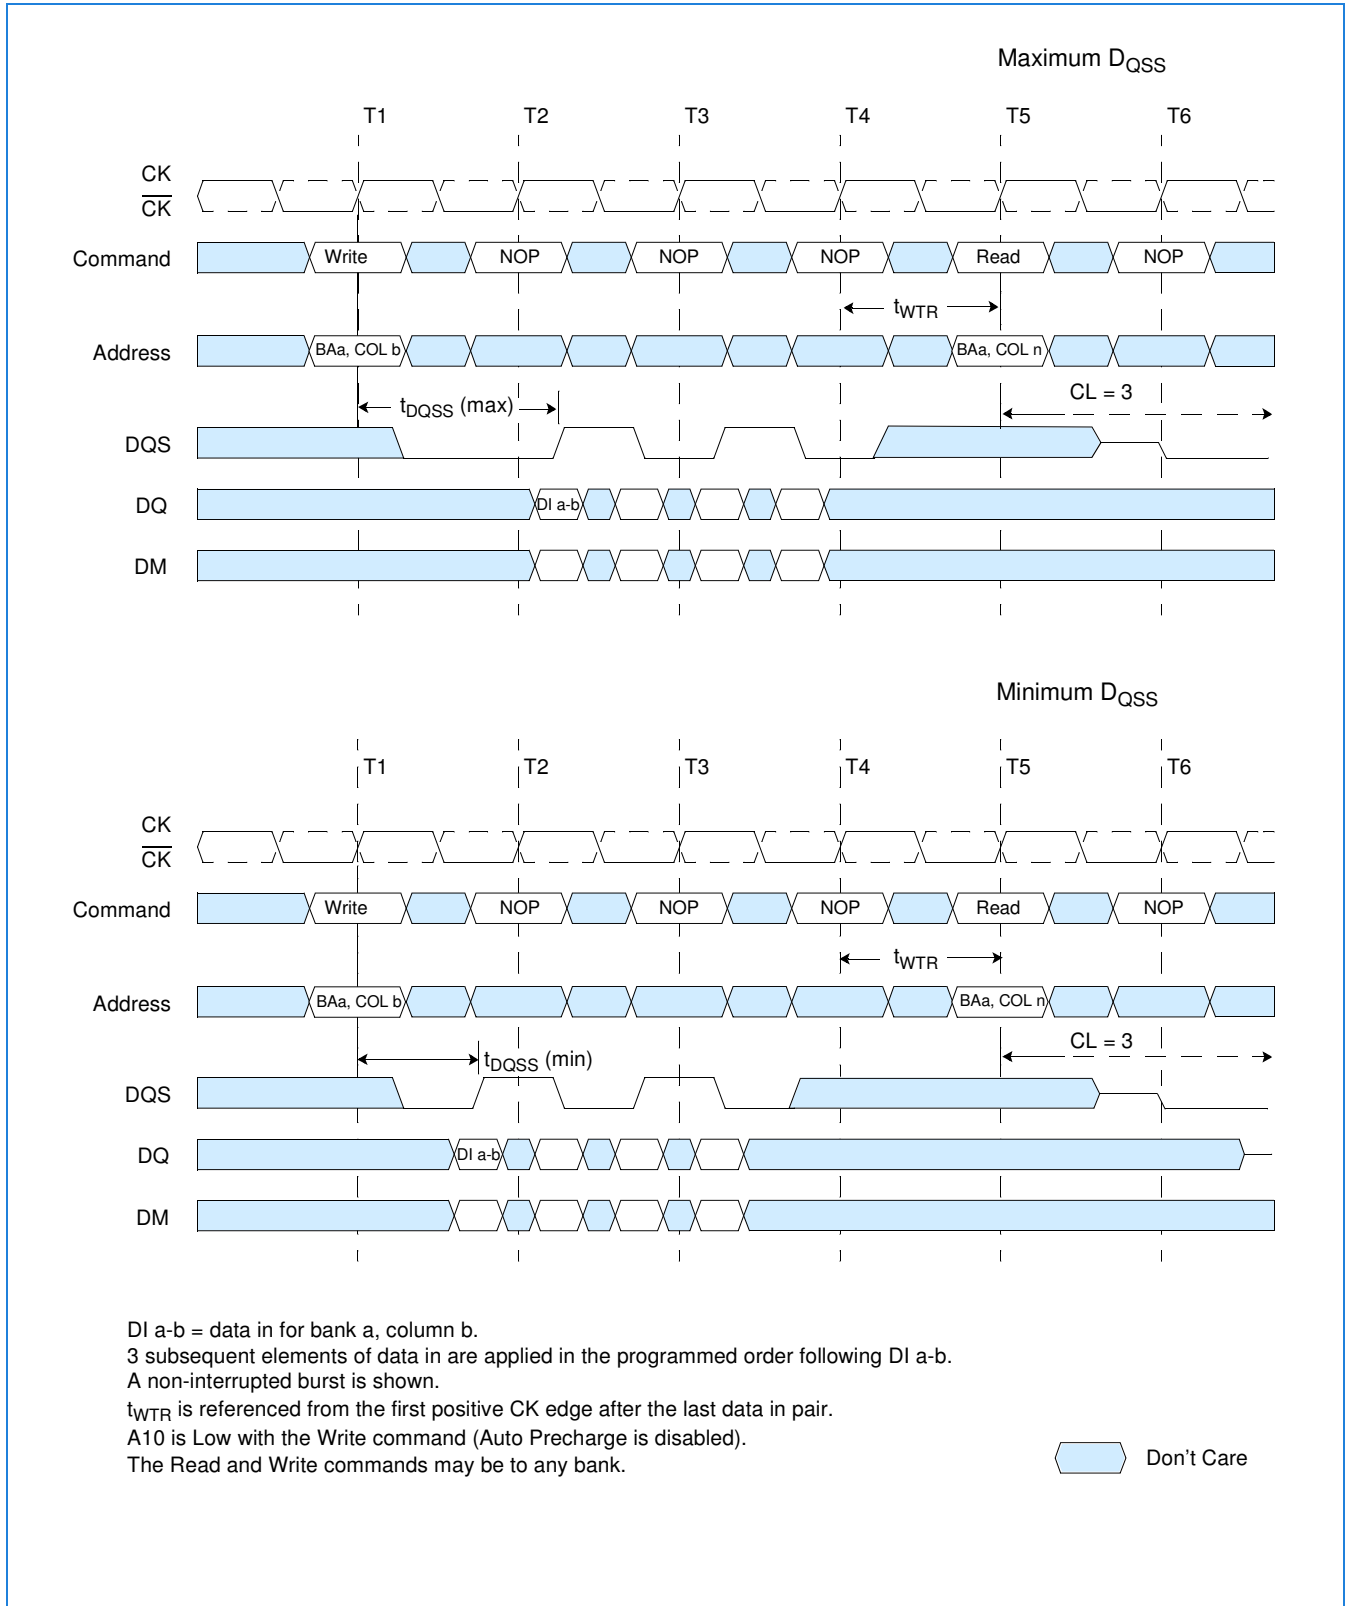 Maximum DQSS
T1 T2 T3 T4 T5 T6
CK
CK
Command Write NOP NOP NOP Read NOP
tWTR
Address BAa, COL b BAa, COL n
tDQSS (max) CL = 3
DQS
DQ DI a-b
DM
Minimum DQSS
T1 T2 T3 T4 T5 T6
CK
CK
Command Write NOP NOP NOP Read NOP
tWTR
Address BAa, COL b BAa, COL n
tDQSS (min) CL = 3
DQS
DQ DI a-b
DM
DI a-b = data in for bank a, column b.
3 subsequent elements of data in are applied in the programmed order following DI a-b.
A non-interrupted burst is shown.
tWTR is referenced from the first positive CK edge after the last data in pair.
A10 is Low with the Write command (Auto Precharge is disabled).
The Read and Write commands may be to any bank.
Don't Care